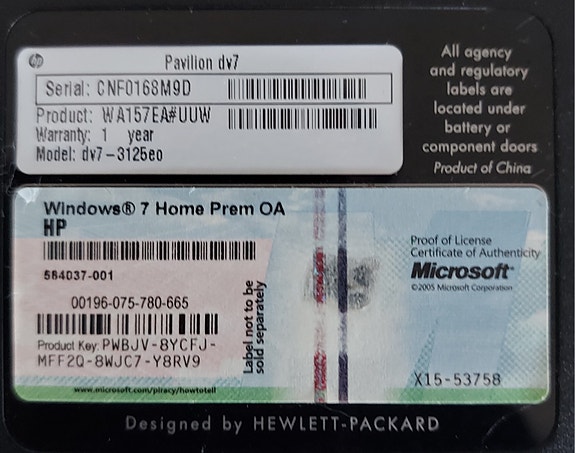 hp
Pavilion dv7
Serial: CNF0168M9D
Product: WA157EA#UUW
Warranty: 1 year
Model: dv7-3125eo
All agency
and regulatory
labels are
located under
battery or
component doors
Product of China
Windows® 7 Home Prem OA
HP
584037-001
00196-075-780-665
Product Key: PWBJV-8YCFJ-
MFF2Q-8WJC7-Y8RV9
www.microsoft.com/piracy/howtotell
Label not to be
sold separately
Proof of License
Certificate of Authenticity
Microsoft®
©2005 Microsoft Corporation
X15-53758
Designed by HEWLETT-PACKARD